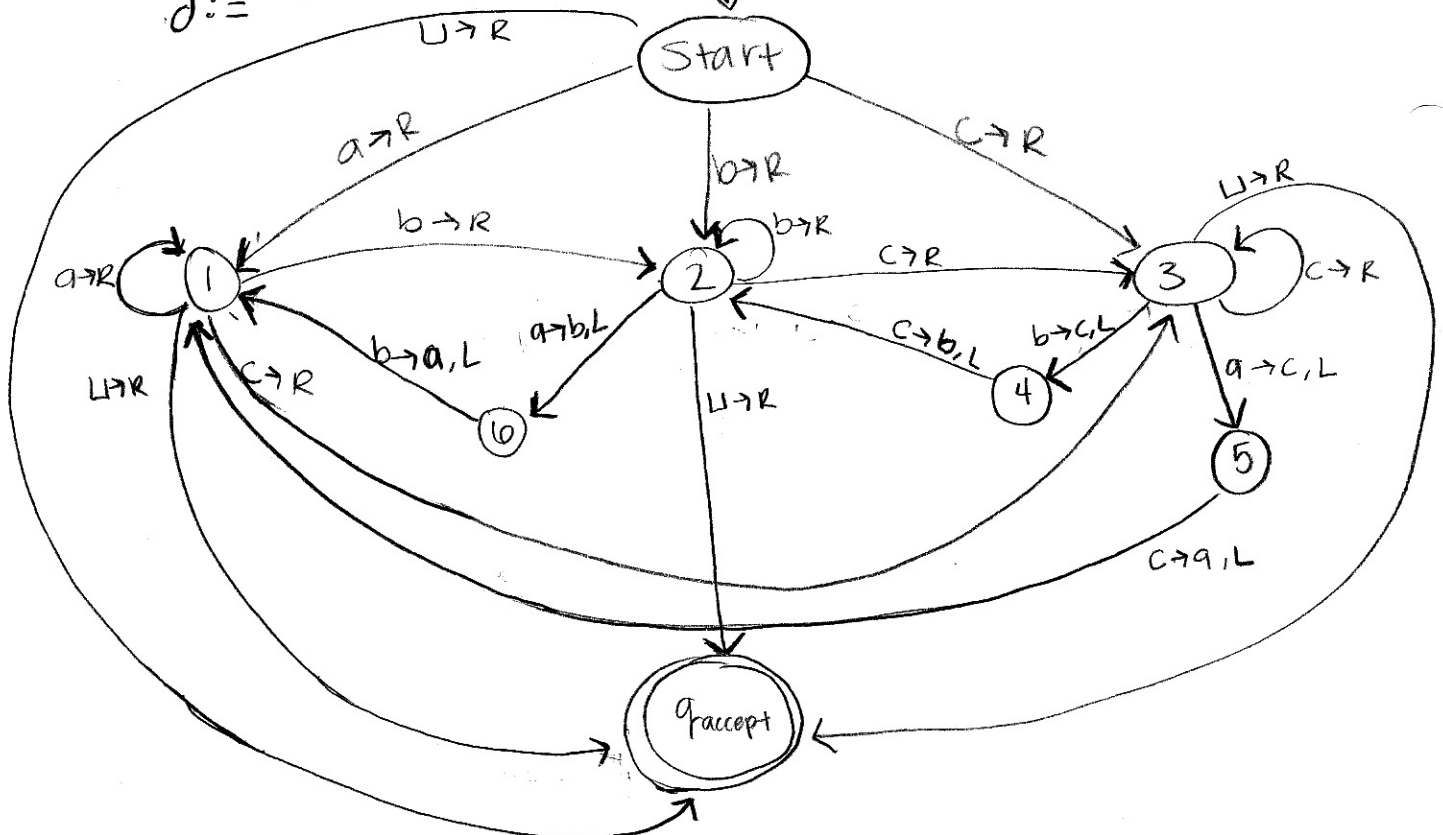 δ:=
⊔→R
Start
a→R
b→R
c→R
⊔→R
b→R
b→R
c→R
a→R
1
2
3
c→R
b→a,L
a→b,L
c→b,L
b→c,L
a→c,L
⊔→R
c→R
⊔→R
6
4
5
c→a,L
qaccept